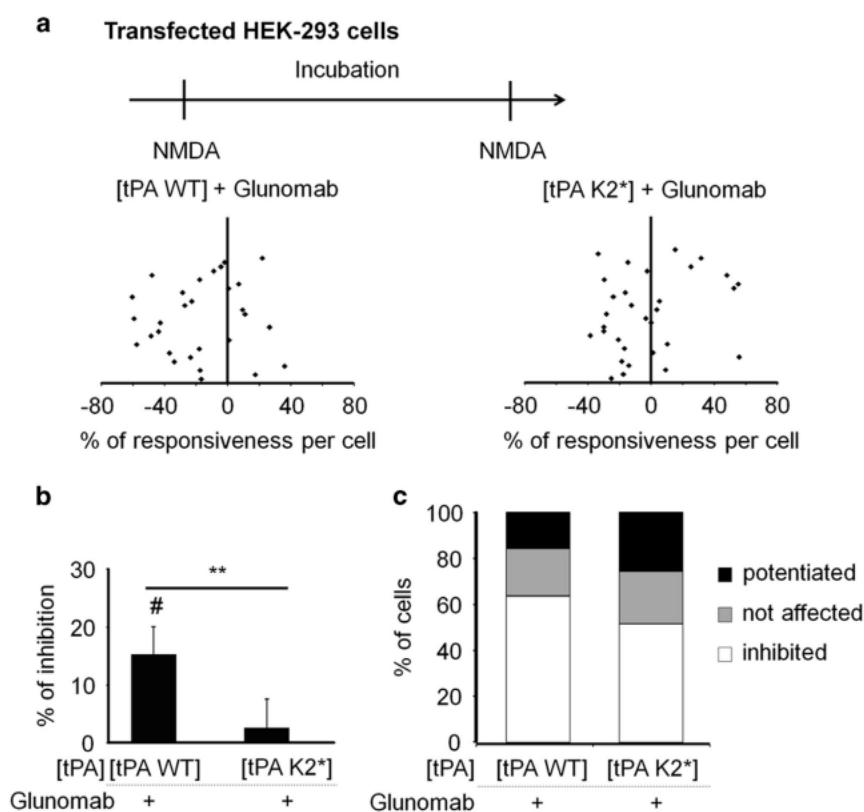 a
Transfected HEK-293 cells
Incubation
NMDA NMDA
[tPA WT] + Glunomab [tPA K2*] + Glunomab
-80 -40 0 40 80 -80 -40 0 40 80
% of responsiveness per cell % of responsiveness per cell
b
30
20
10
0
% of inhibition
**
#
[tPA] [tPA WT] [tPA K2*]
Glunomab + +
c
100
80
60
40
20
0
% of cells
potentiated
not affected
inhibited
[tPA] [tPA WT] [tPA K2*]
Glunomab + +